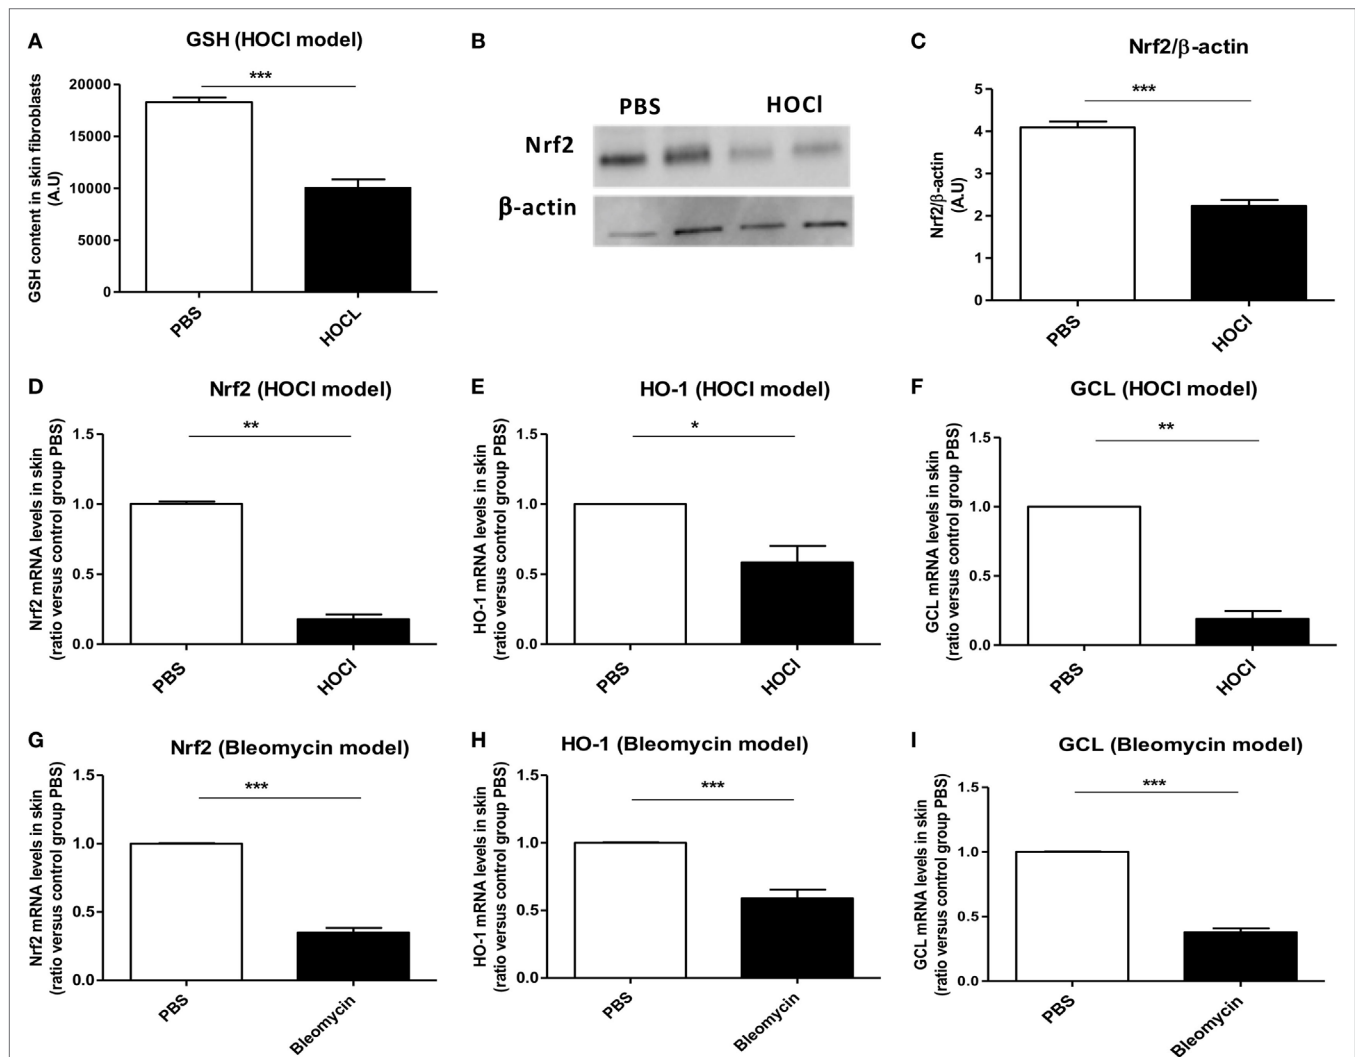 A
GSH (HOCl model)
GSH content in skin fibroblasts
(A.U)
20000
15000
10000
5000
0
***
PBS
HOCL
B
PBS
HOCl
Nrf2
β-actin
C
Nrf2/β-actin
Nrf2/β-actin
(A.U)
5
4
3
2
1
0
***
PBS
HOCl
D
Nrf2 (HOCl model)
Nrf2 mRNA levels in skin
(ratio versus control group PBS)
1.5
1.0
0.5
0.0
**
PBS
HOCl
E
HO-1 (HOCl model)
HO-1 mRNA levels in skin
(ratio versus control group PBS)
1.5
1.0
0.5
0.0
*
PBS
HOCl
F
GCL (HOCl model)
GCL mRNA levels in skin
(ratio versus control group PBS)
1.5
1.0
0.5
0.0
**
PBS
HOCl
G
Nrf2 (Bleomycin model)
Nrf2 mRNA levels in skin
(ratio versus control group PBS)
1.5
1.0
0.5
0.0
***
PBS
Bleomycin
H
HO-1 (Bleomycin model)
HO-1 mRNA levels in skin
(ratio versus control group PBS)
1.5
1.0
0.5
0.0
***
PBS
Bleomycin
I
GCL (Bleomycin model)
GCL mRNA levels in skin
(ratio versus control group PBS)
1.5
1.0
0.5
0.0
***
PBS
Bleomycin